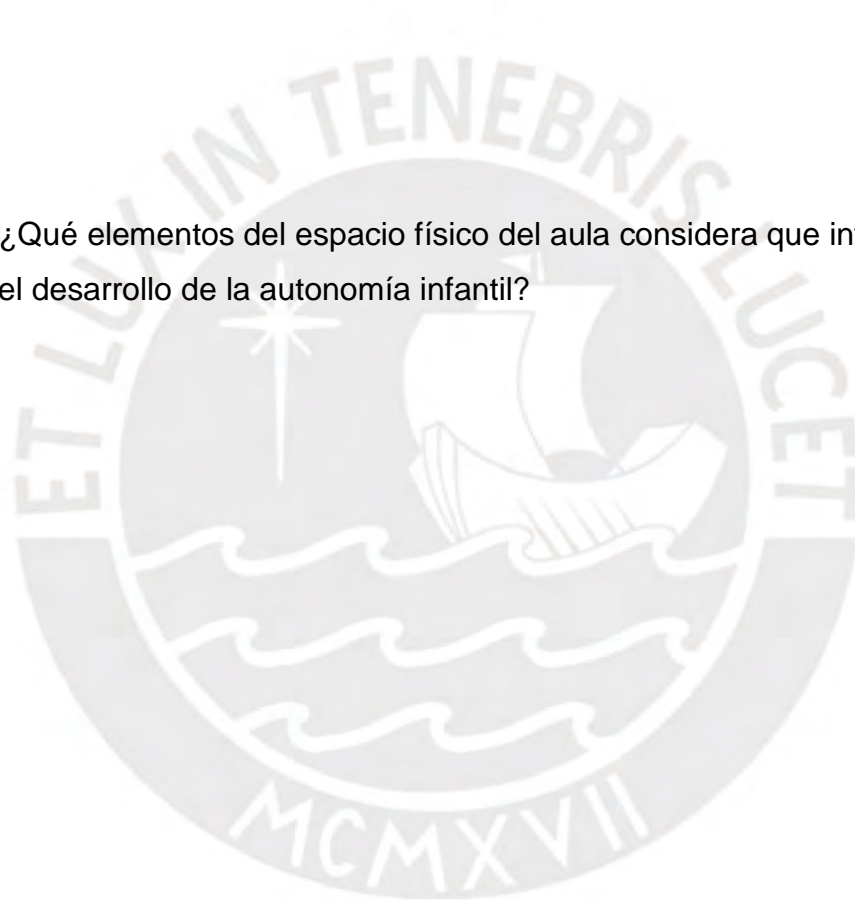 ET LUX IN TENEBRIS LUCET
¿Qué elementos del espacio físico del aula considera que
el desarrollo de la autonomía infantil?
MCMXVII